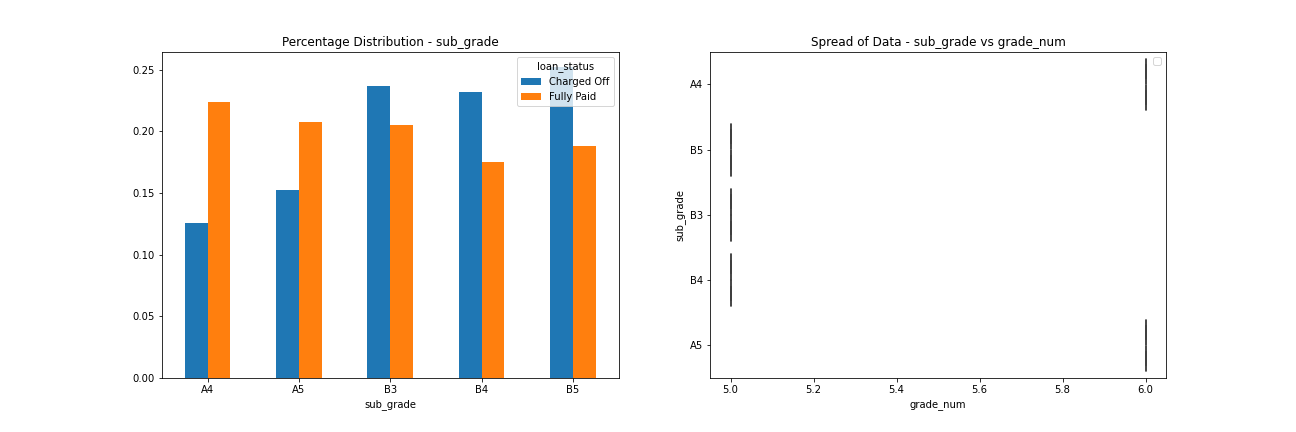 Percentage Distribution - sub_grade
loan_status
Charged Off
Fully Paid
0.25
0.20
0.15
0.10
0.05
0.00
A4 A5 B3 B4 B5
sub_grade
Spread of Data - sub_grade vs grade_num
sub_grade
A4
B5
B3
B4
A5
5.0 5.2 5.4 5.6 5.8 6.0
grade_num